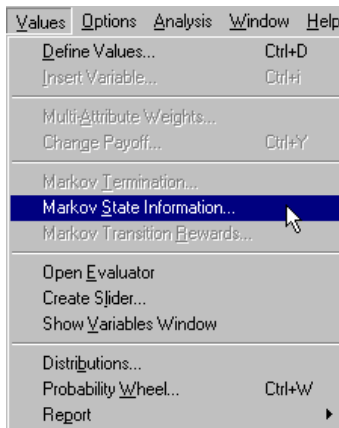 Values Options Analysis Window Help
Define Values... Ctrl+D
Insert Variable... Ctrl+i
Multi-Attribute Weights...
Change Payoff... Ctrl+Y
Markov Termination...
Markov State Information...
Markov Transition Rewards...
Open Evaluator
Create Slider...
Show Variables Window
Distributions...
Probability Wheel... Ctrl+W
Report